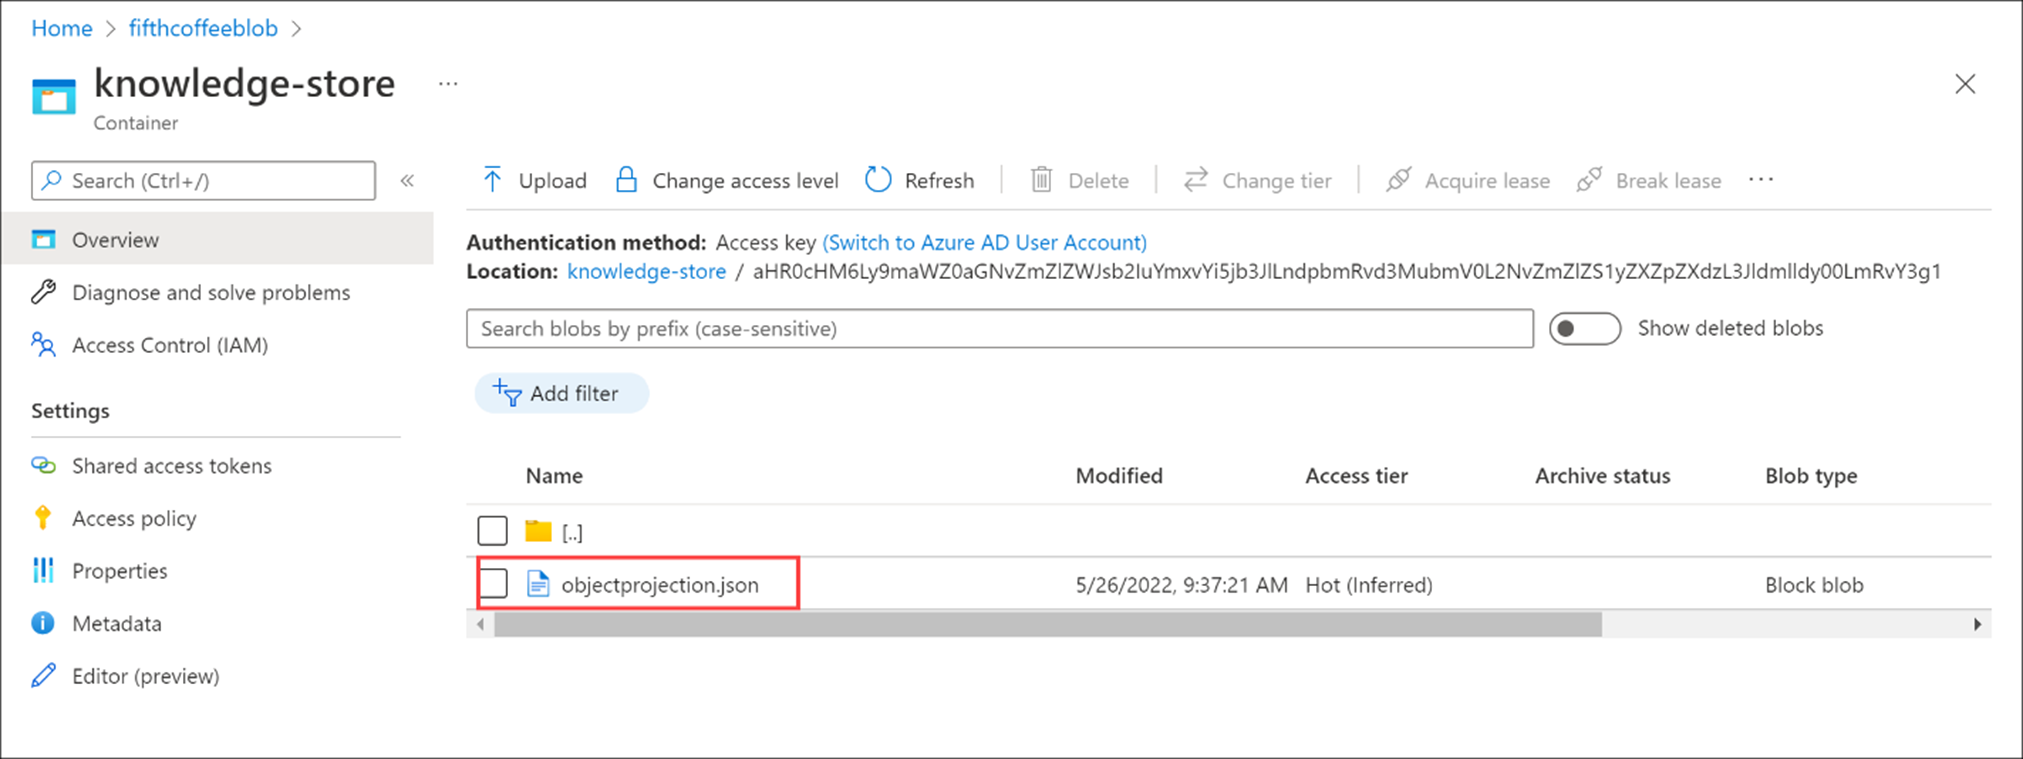 Home > fifthcoffeeblob >
knowledge-store ...
Container
Search (Ctrl+/) «
Overview
Diagnose and solve problems
Access Control (IAM)
Settings
Shared access tokens
Access policy
Properties
Metadata
Editor (preview)
Upload Change access level Refresh Delete Change tier Acquire lease Break lease ...
Authentication method: Access key (Switch to Azure AD User Account)
Location: knowledge-store / aHR0cHM6Ly9maWZ0aGNvZmZlZWJsb2IuYmxvYi5jb3JlLndpbmRvd3MubmV0L2NvZmZlZS1yZXZpZXdzL3Jldmlldy00LmRvY3g1
Search blobs by prefix (case-sensitive) Show deleted blobs
Add filter
Name Modified Access tier Archive status Blob type
[..]
objectprojection.json 5/26/2022, 9:37:21 AM Hot (Inferred) Block blob